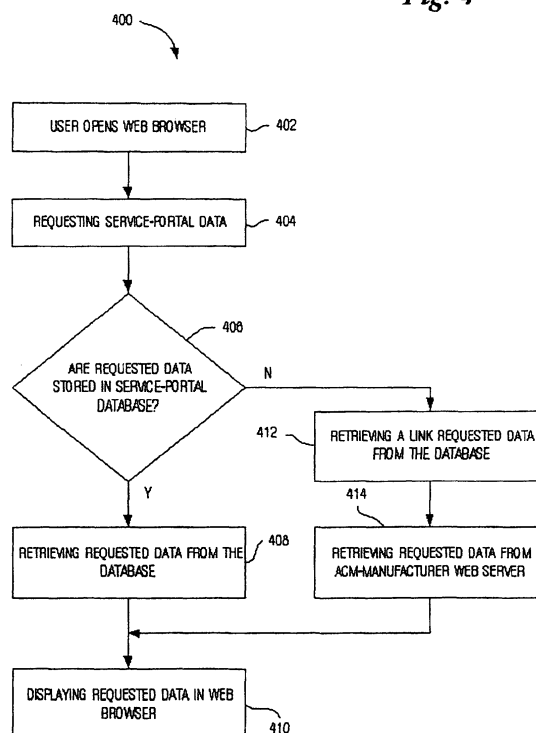 Fig. 4
400
USER OPENS WEB BROWSER
402
REQUESTING SERVICE-PORTAL DATA
404
406
ARE REQUESTED DATA
STORED IN SERVICE-PORTAL
DATABASE?
N
Y
412
RETRIEVING A LINK REQUESTED DATA
FROM THE DATABASE
414
RETRIEVING REQUESTED DATA FROM THE
DATABASE
408
RETRIEVING REQUESTED DATA FROM
ACM-MANUFACTURER WEB SERVER
DISPLAYING REQUESTED DATA IN WEB
BROWSER
410